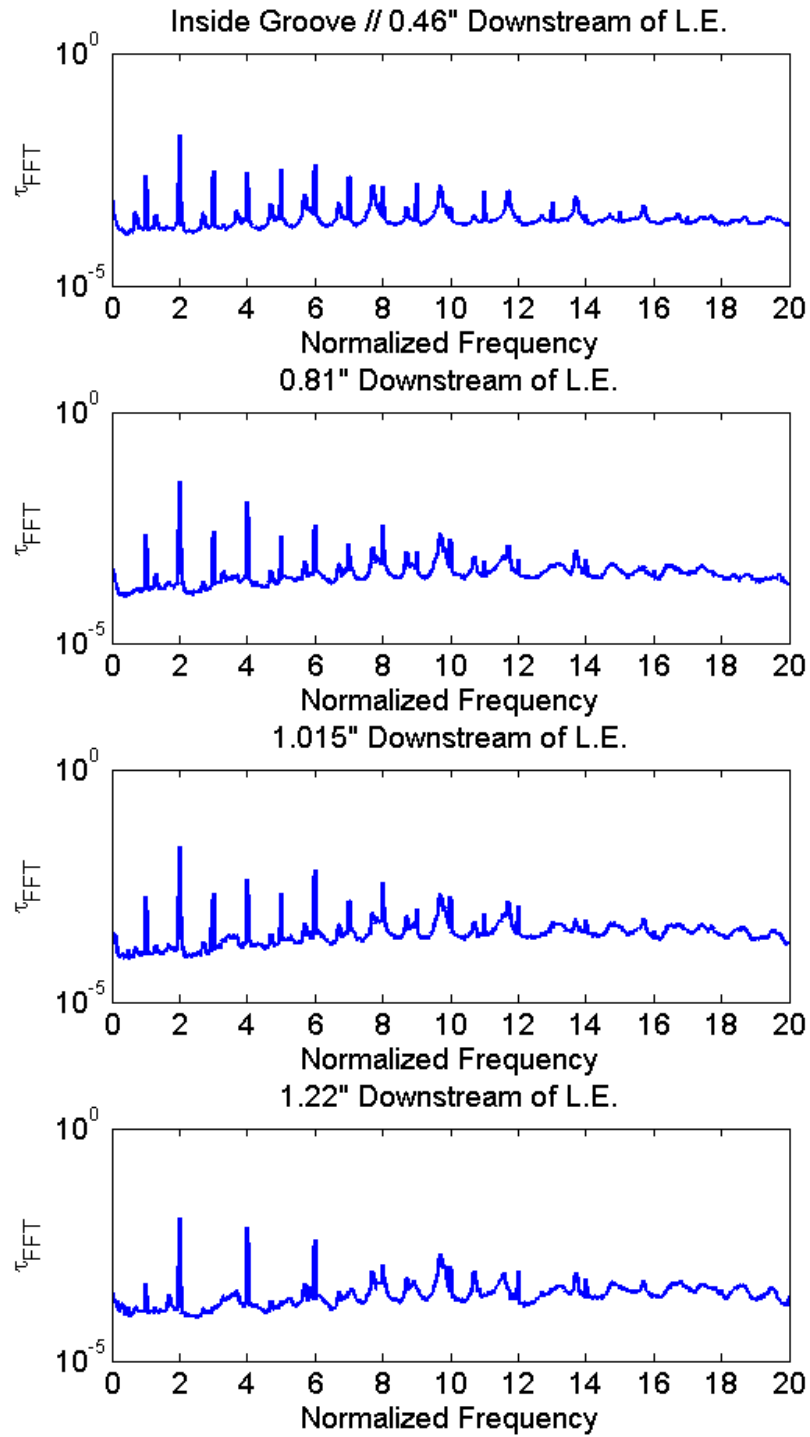 Inside Groove // 0.46" Downstream of L.E.
10^0
τ_FFT
10^-5
0 2 4 6 8 10 12 14 16 18 20
Normalized Frequency
0.81" Downstream of L.E.
10^0
τ_FFT
10^-5
0 2 4 6 8 10 12 14 16 18 20
Normalized Frequency
1.015" Downstream of L.E.
10^0
τ_FFT
10^-5
0 2 4 6 8 10 12 14 16 18 20
Normalized Frequency
1.22" Downstream of L.E.
10^0
τ_FFT
10^-5
0 2 4 6 8 10 12 14 16 18 20
Normalized Frequency